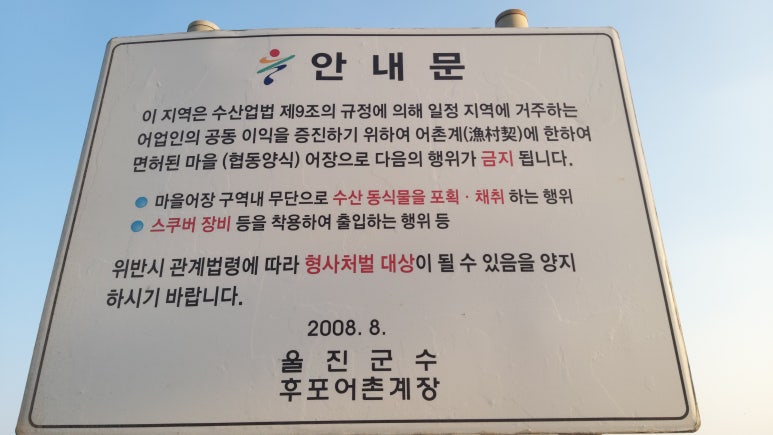 안내문
이 지역은 수산업법 제9조의 규정에 의해 일정 지역에 거주하는
어업인의 공동 이익을 증진하기 위하여 어촌계(漁村契)에 한하여
면허된 마을 (협동양식) 어장으로 다음의 행위가 금지 됩니다.
마을어장 구역내 무단으로 수산 동식물을 포획 · 채취 하는 행위
스쿠버 장비 등을 착용하여 출입하는 행위 등
위반시 관계법령에 따라 형사처벌 대상이 될 수 있음을 양지
하시기 바랍니다.
2008. 8.
울진군수
후포어촌계장